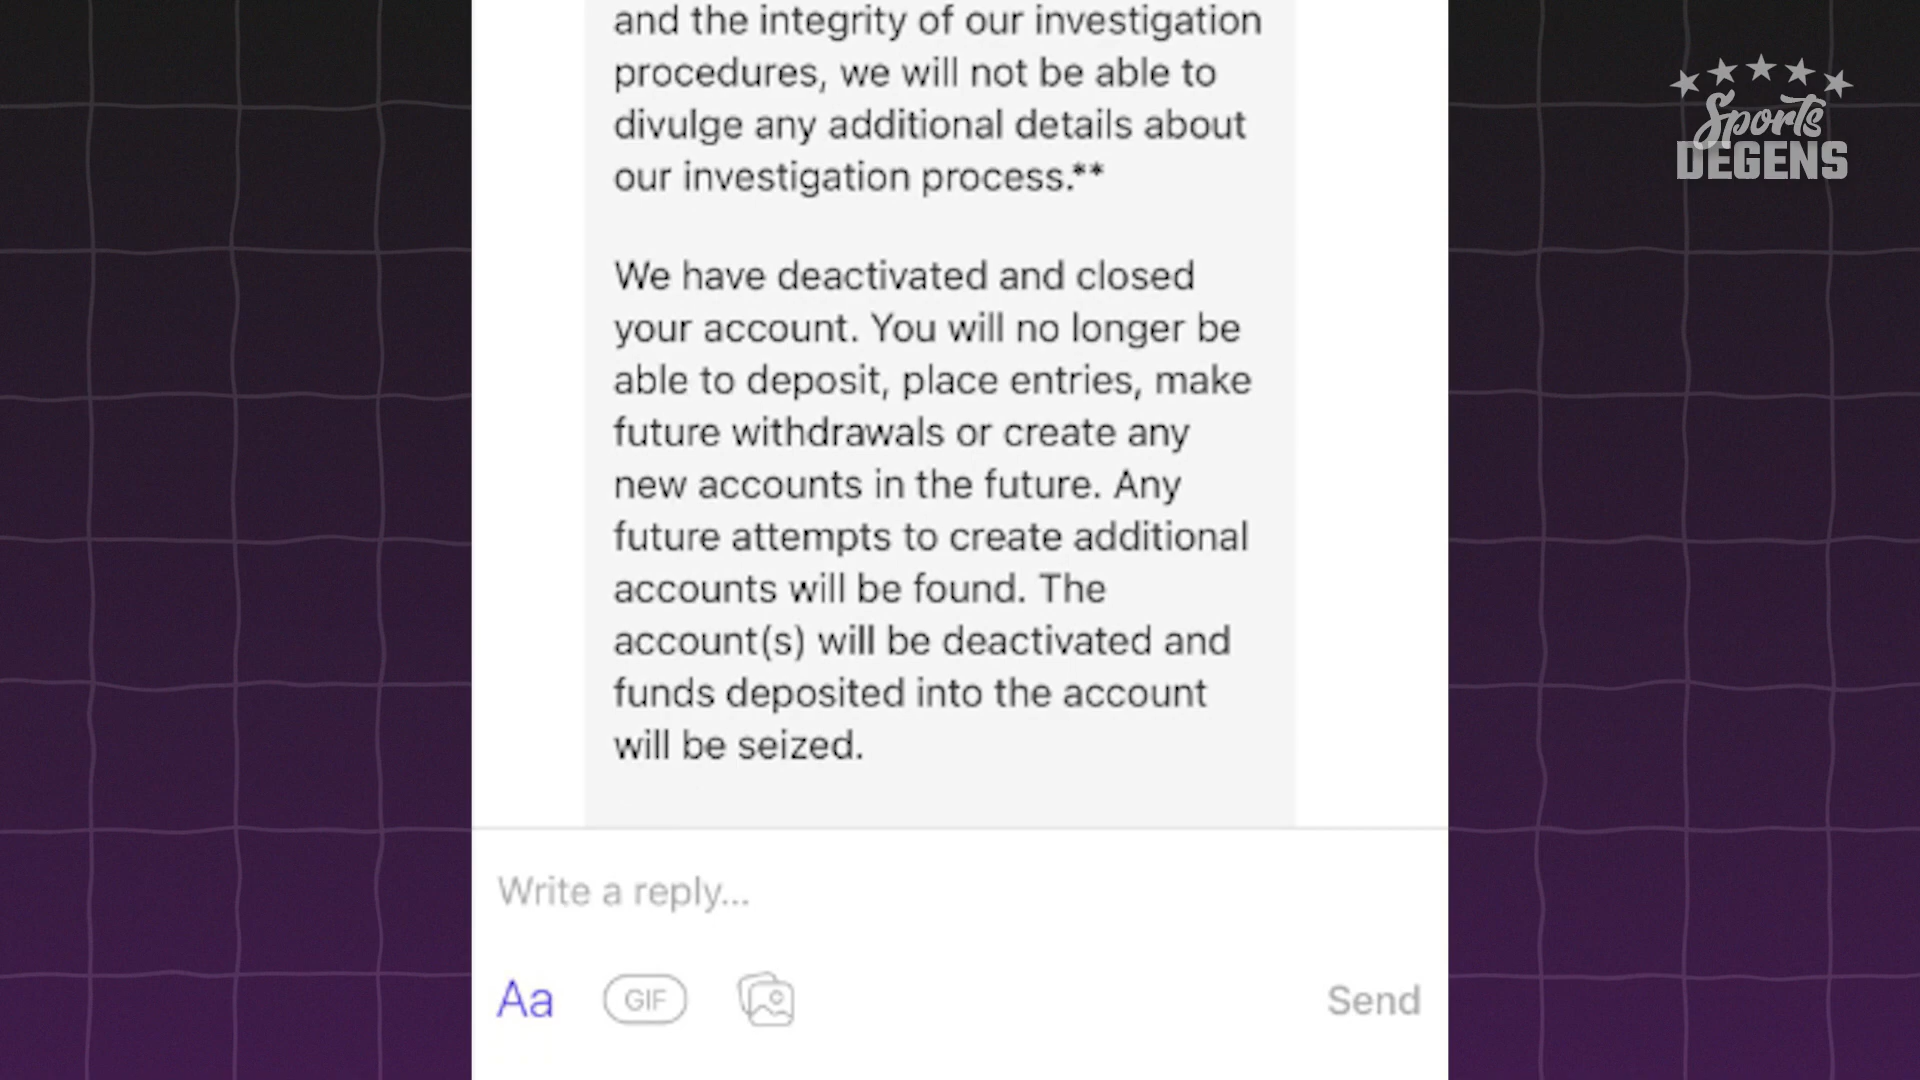 and the integrity of our investigation
procedures, we will not be able to
divulge any additional details about
our investigation process.**
We have deactivated and closed
your account. You will no longer be
able to deposit, place entries, make
future withdrawals or create any
new accounts in the future. Any
future attempts to create additional
accounts will be found. The
account(s) will be deactivated and
funds deposited into the account
will be seized.
Write a reply...
Aa GIF Send
Sports
DEGENS